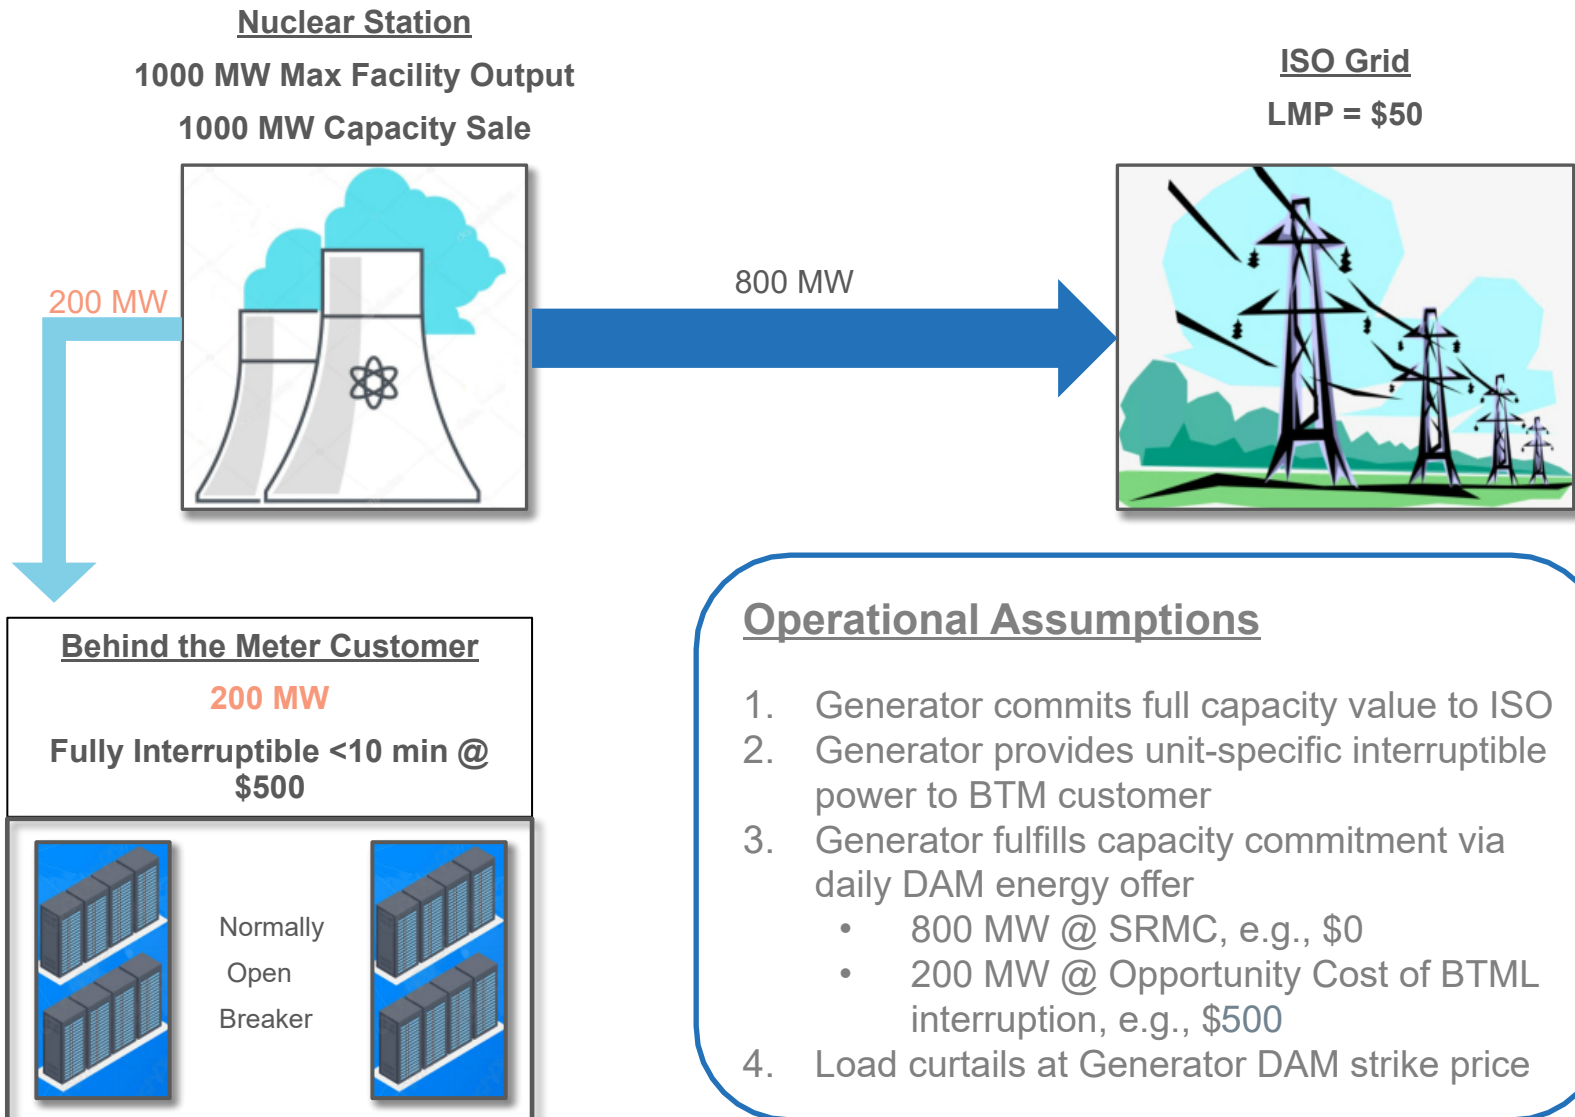 Nuclear Station
1000 MW Max Facility Output
1000 MW Capacity Sale
ISO Grid
LMP = $50
200 MW
800 MW
Behind the Meter Customer
200 MW
Fully Interruptible <10 min @
$500
Normally
Open
Breaker
Operational Assumptions
1. Generator commits full capacity value to ISO
2. Generator provides unit-specific interruptible
power to BTM customer
3. Generator fulfills capacity commitment via
daily DAM energy offer
• 800 MW @ SRMC, e.g., $0
• 200 MW @ Opportunity Cost of BTML
interruption, e.g., $500
4. Load curtails at Generator DAM strike price